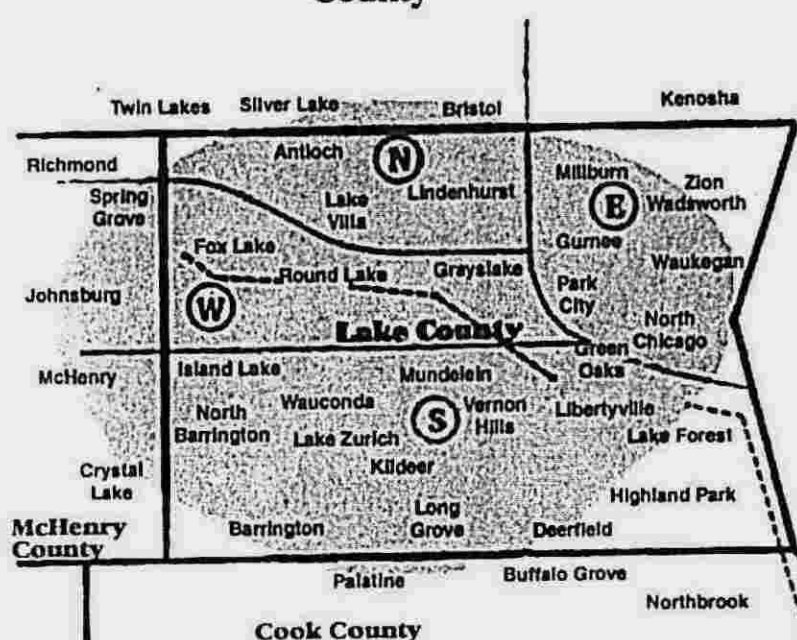 County
Twin Lakes
Silver Lake
Bristol
Kenosha
Richmond
Antioch
N
Millburn
Zion
Spring
Grove
Lake
Villa
Lindenhurst
E
Wadsworth
Fox Lake
Gurnee
Round Lake
Grayslake
Waukegan
Johnsburg
W
Park
City
Lake County
North
Chicago
Green
Oaks
McHenry
Island Lake
Mundelein
Wauconda
North
Barrington
Lake Zurich
S
Vernon
Hills
Libertyville
Lake Forest
Kildeer
Crystal
Lake
Highland Park
Long
Grove
McHenry
County
Barrington
Deerfield
Palatine
Buffalo Grove
Northbrook
Cook County